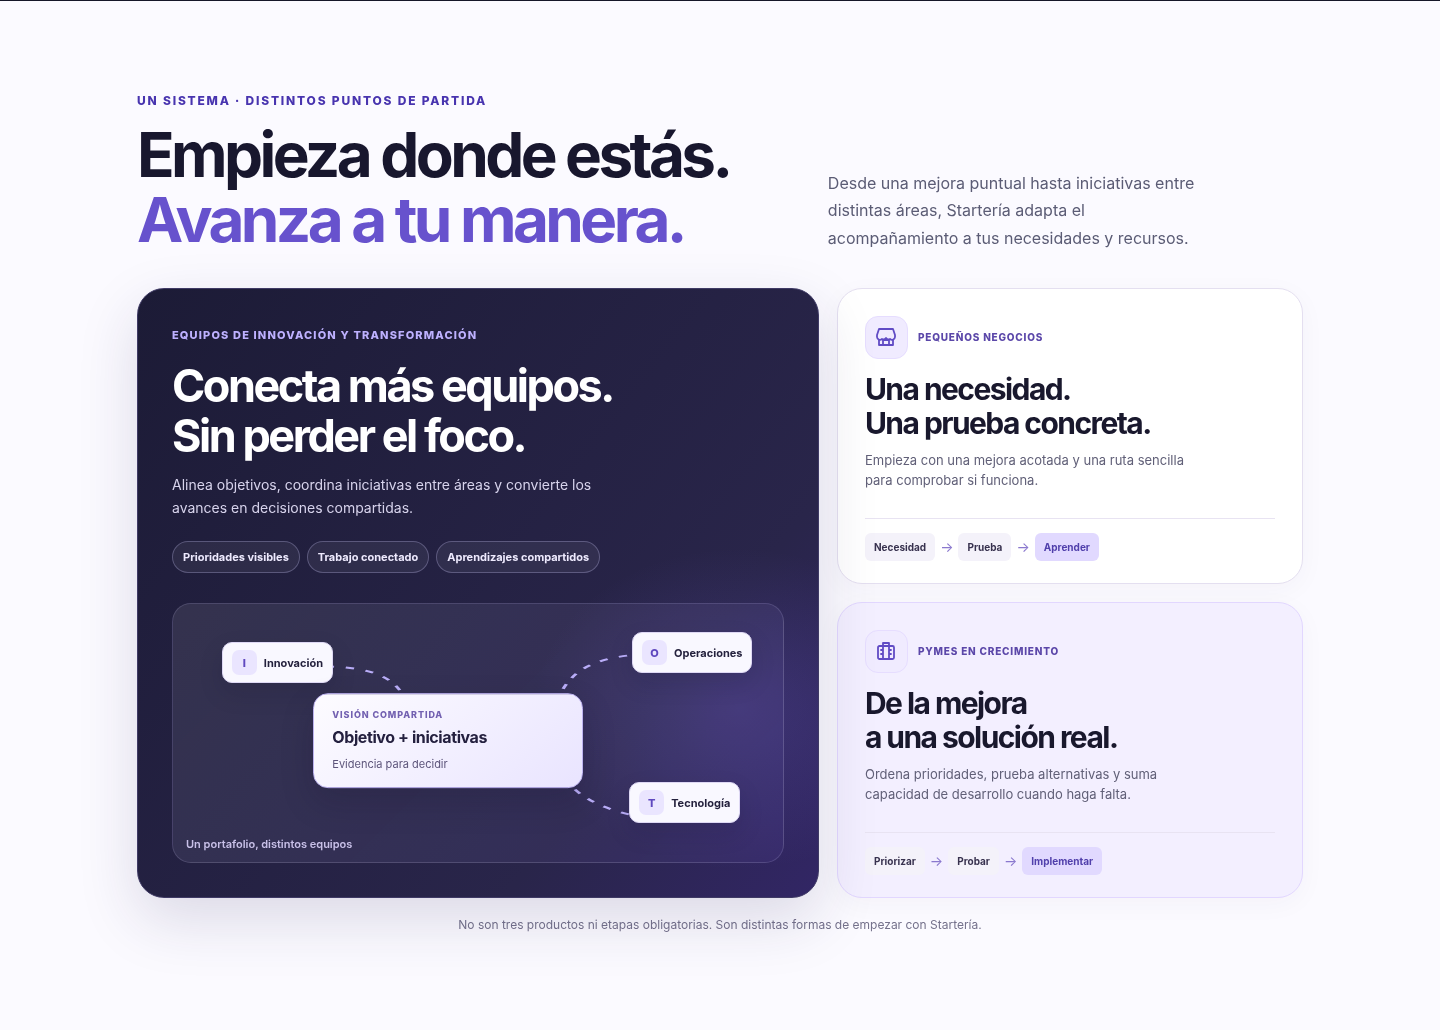 UN SISTEMA · DISTINTOS PUNTOS DE PARTIDA
Empieza donde estás.
Avanza a tu manera.
Desde una mejora puntual hasta iniciativas entre
distintas áreas, Startería adapta el
acompañamiento a tus necesidades y recursos.
EQUIPOS DE INNOVACIÓN Y TRANSFORMACIÓN
Conecta más equipos.
Sin perder el foco.
Alinea objetivos, coordina iniciativas entre áreas y convierte los
avances en decisiones compartidas.
Prioridades visibles
Trabajo conectado
Aprendizajes compartidos
I Innovación
O Operaciones
VISIÓN COMPARTIDA
Objetivo + iniciativas
Evidencia para decidir
T Tecnología
Un portafolio, distintos equipos
PEQUEÑOS NEGOCIOS
Una necesidad.
Una prueba concreta.
Empieza con una mejora acotada y una ruta sencilla
para comprobar si funciona.
Necesidad → Prueba → Aprender
PYMES EN CRECIMIENTO
De la mejora
a una solución real.
Ordena prioridades, prueba alternativas y suma
capacidad de desarrollo cuando haga falta.
Priorizar → Probar → Implementar
No son tres productos ni etapas obligatorias. Son distintas formas de empezar con Startería.